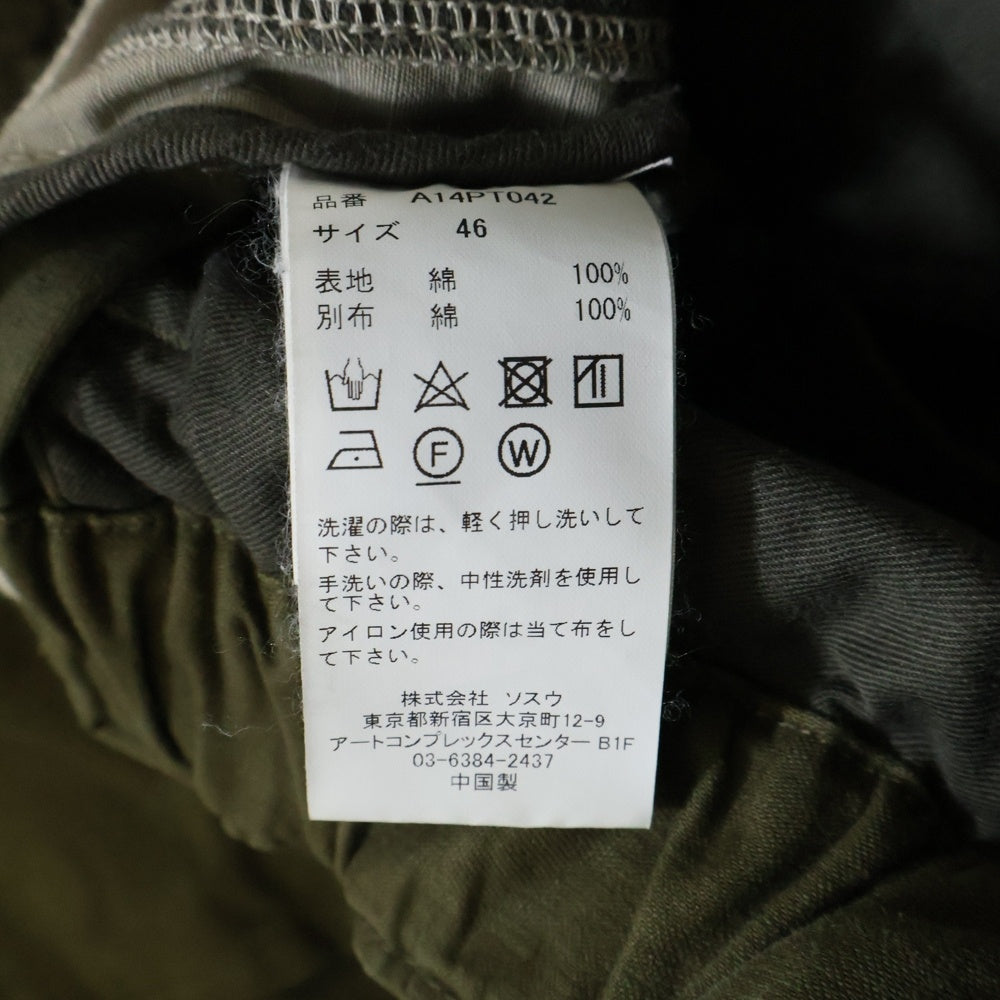 品番 A14PT042
サイズ 46
表地 綿 100%
別布 綿 100%
F W
洗濯の際は、軽く押し洗いして
下さい。
手洗いの際、中性洗剤を使用し
て下さい。
アイロン使用の際は当て布をし
て下さい。
株式会社 ソスウ
東京都新宿区大京町12-9
アートコンプレックスセンター B1F
03-6384-2437
中国製